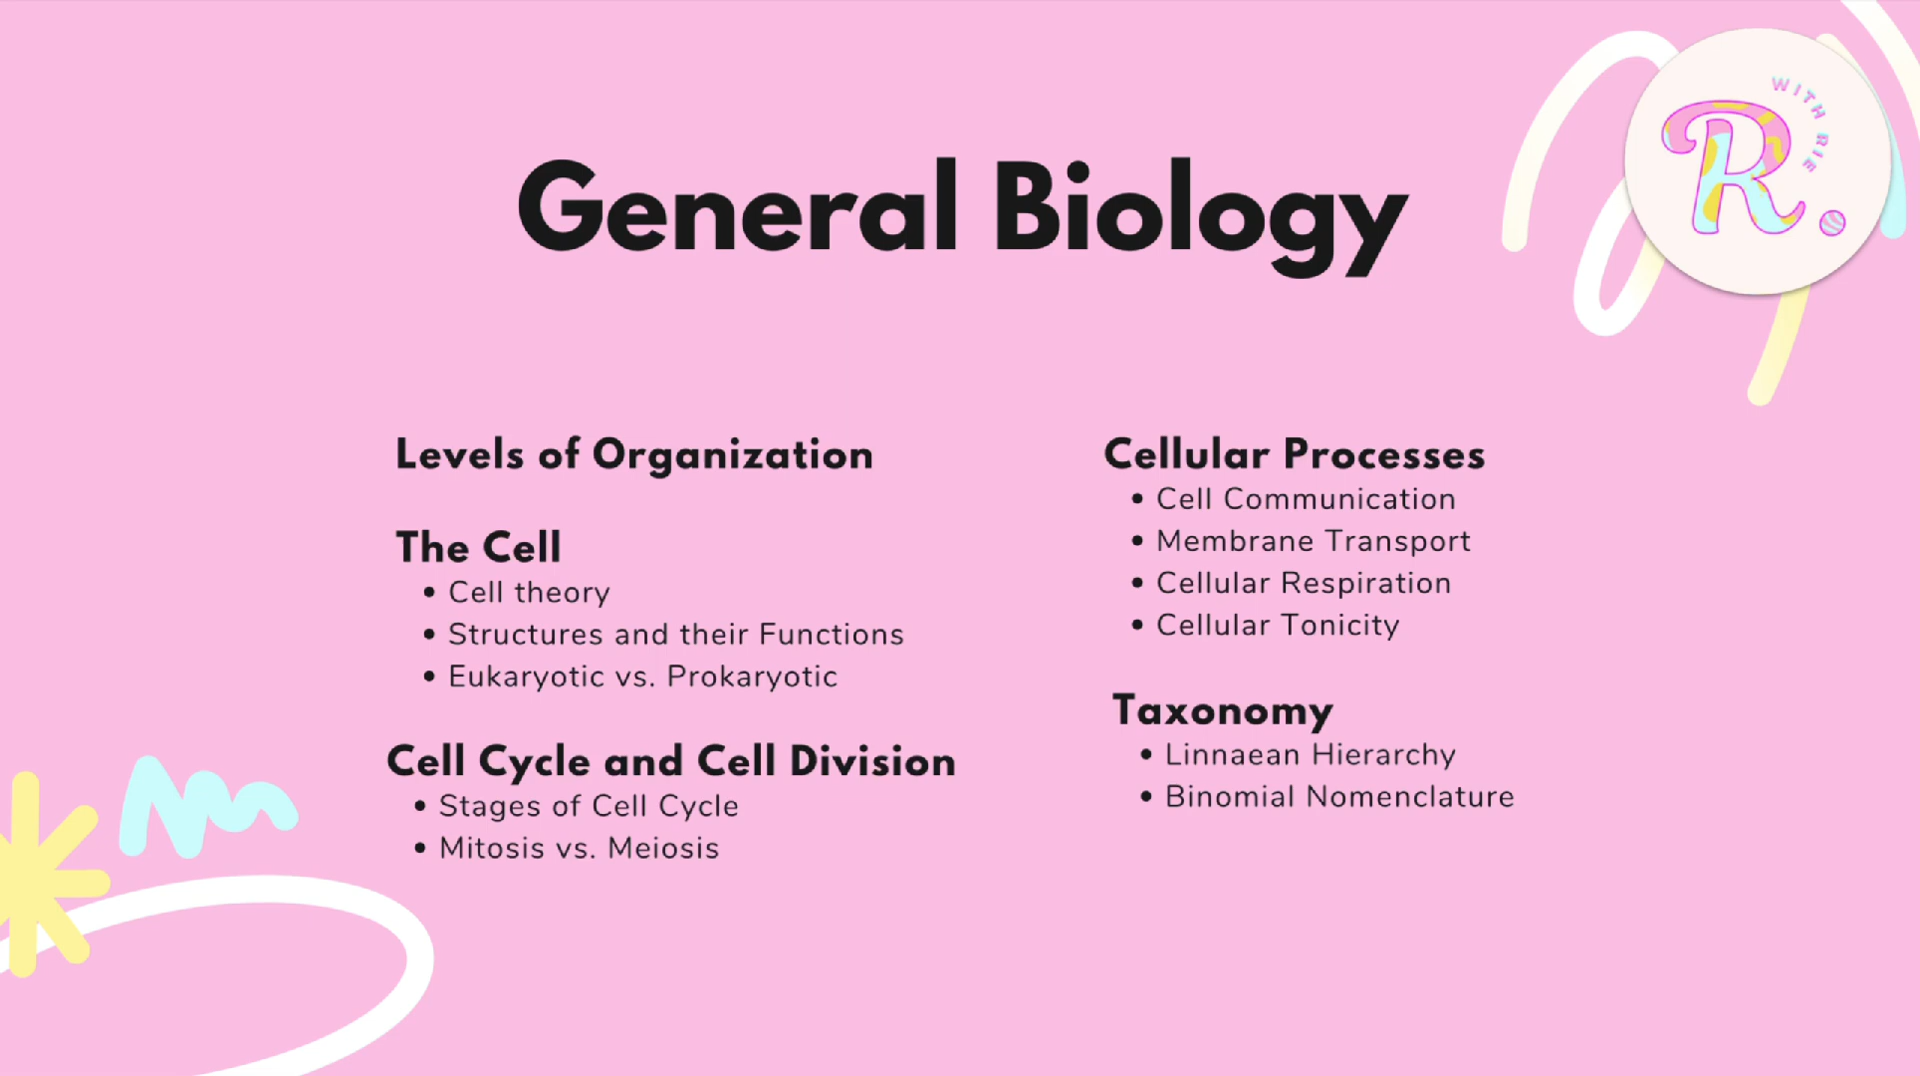 General Biology
WITH RIE
R.
Levels of Organization
The Cell
• Cell theory
• Structures and their Functions
• Eukaryotic vs. Prokaryotic
Cell Cycle and Cell Division
• Stages of Cell Cycle
• Mitosis vs. Meiosis
Cellular Processes
• Cell Communication
• Membrane Transport
• Cellular Respiration
• Cellular Tonicity
Taxonomy
• Linnaean Hierarchy
• Binomial Nomenclature